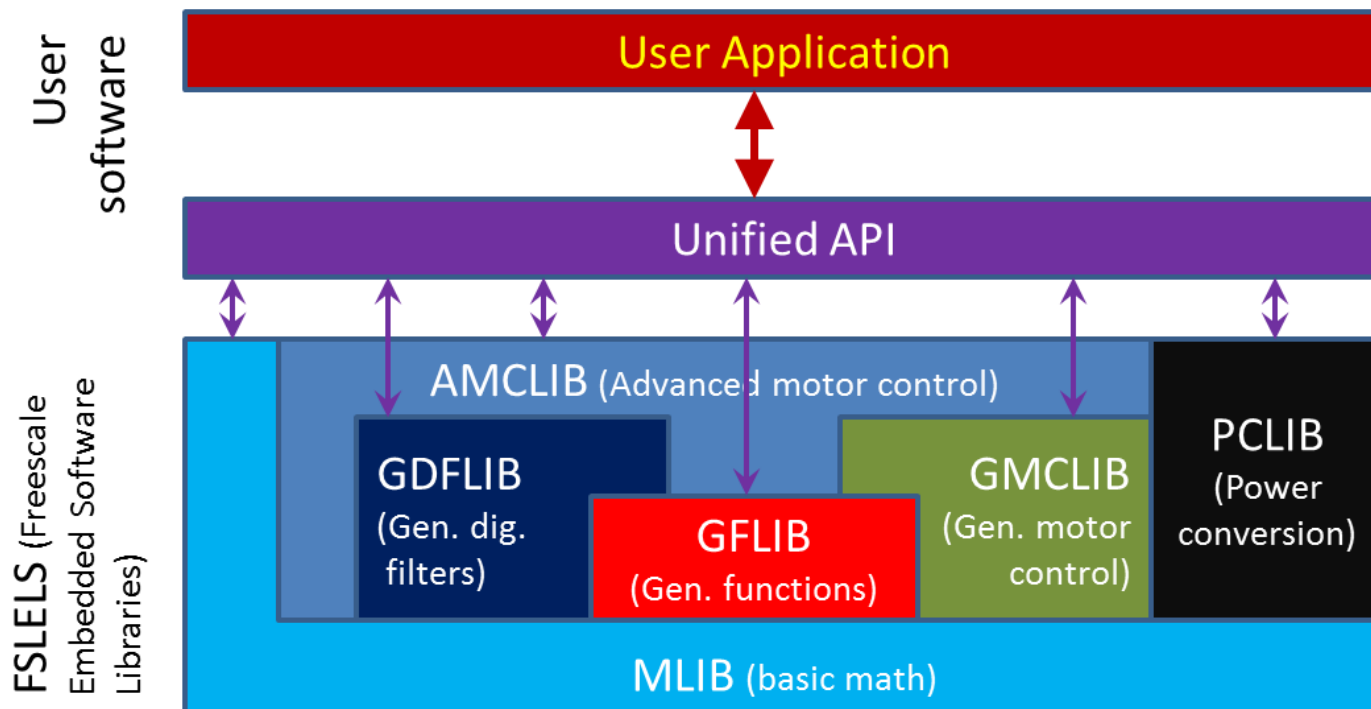 User
software
User Application
Unified API
FSLELS (Freescale
Embedded Software
Libraries)
AMCLIB (Advanced motor control)
GDFLIB
(Gen. dig.
filters)
GFLIB
(Gen. functions)
GMCLIB
(Gen. motor
control)
PCLIB
(Power
conversion)
MLIB (basic math)